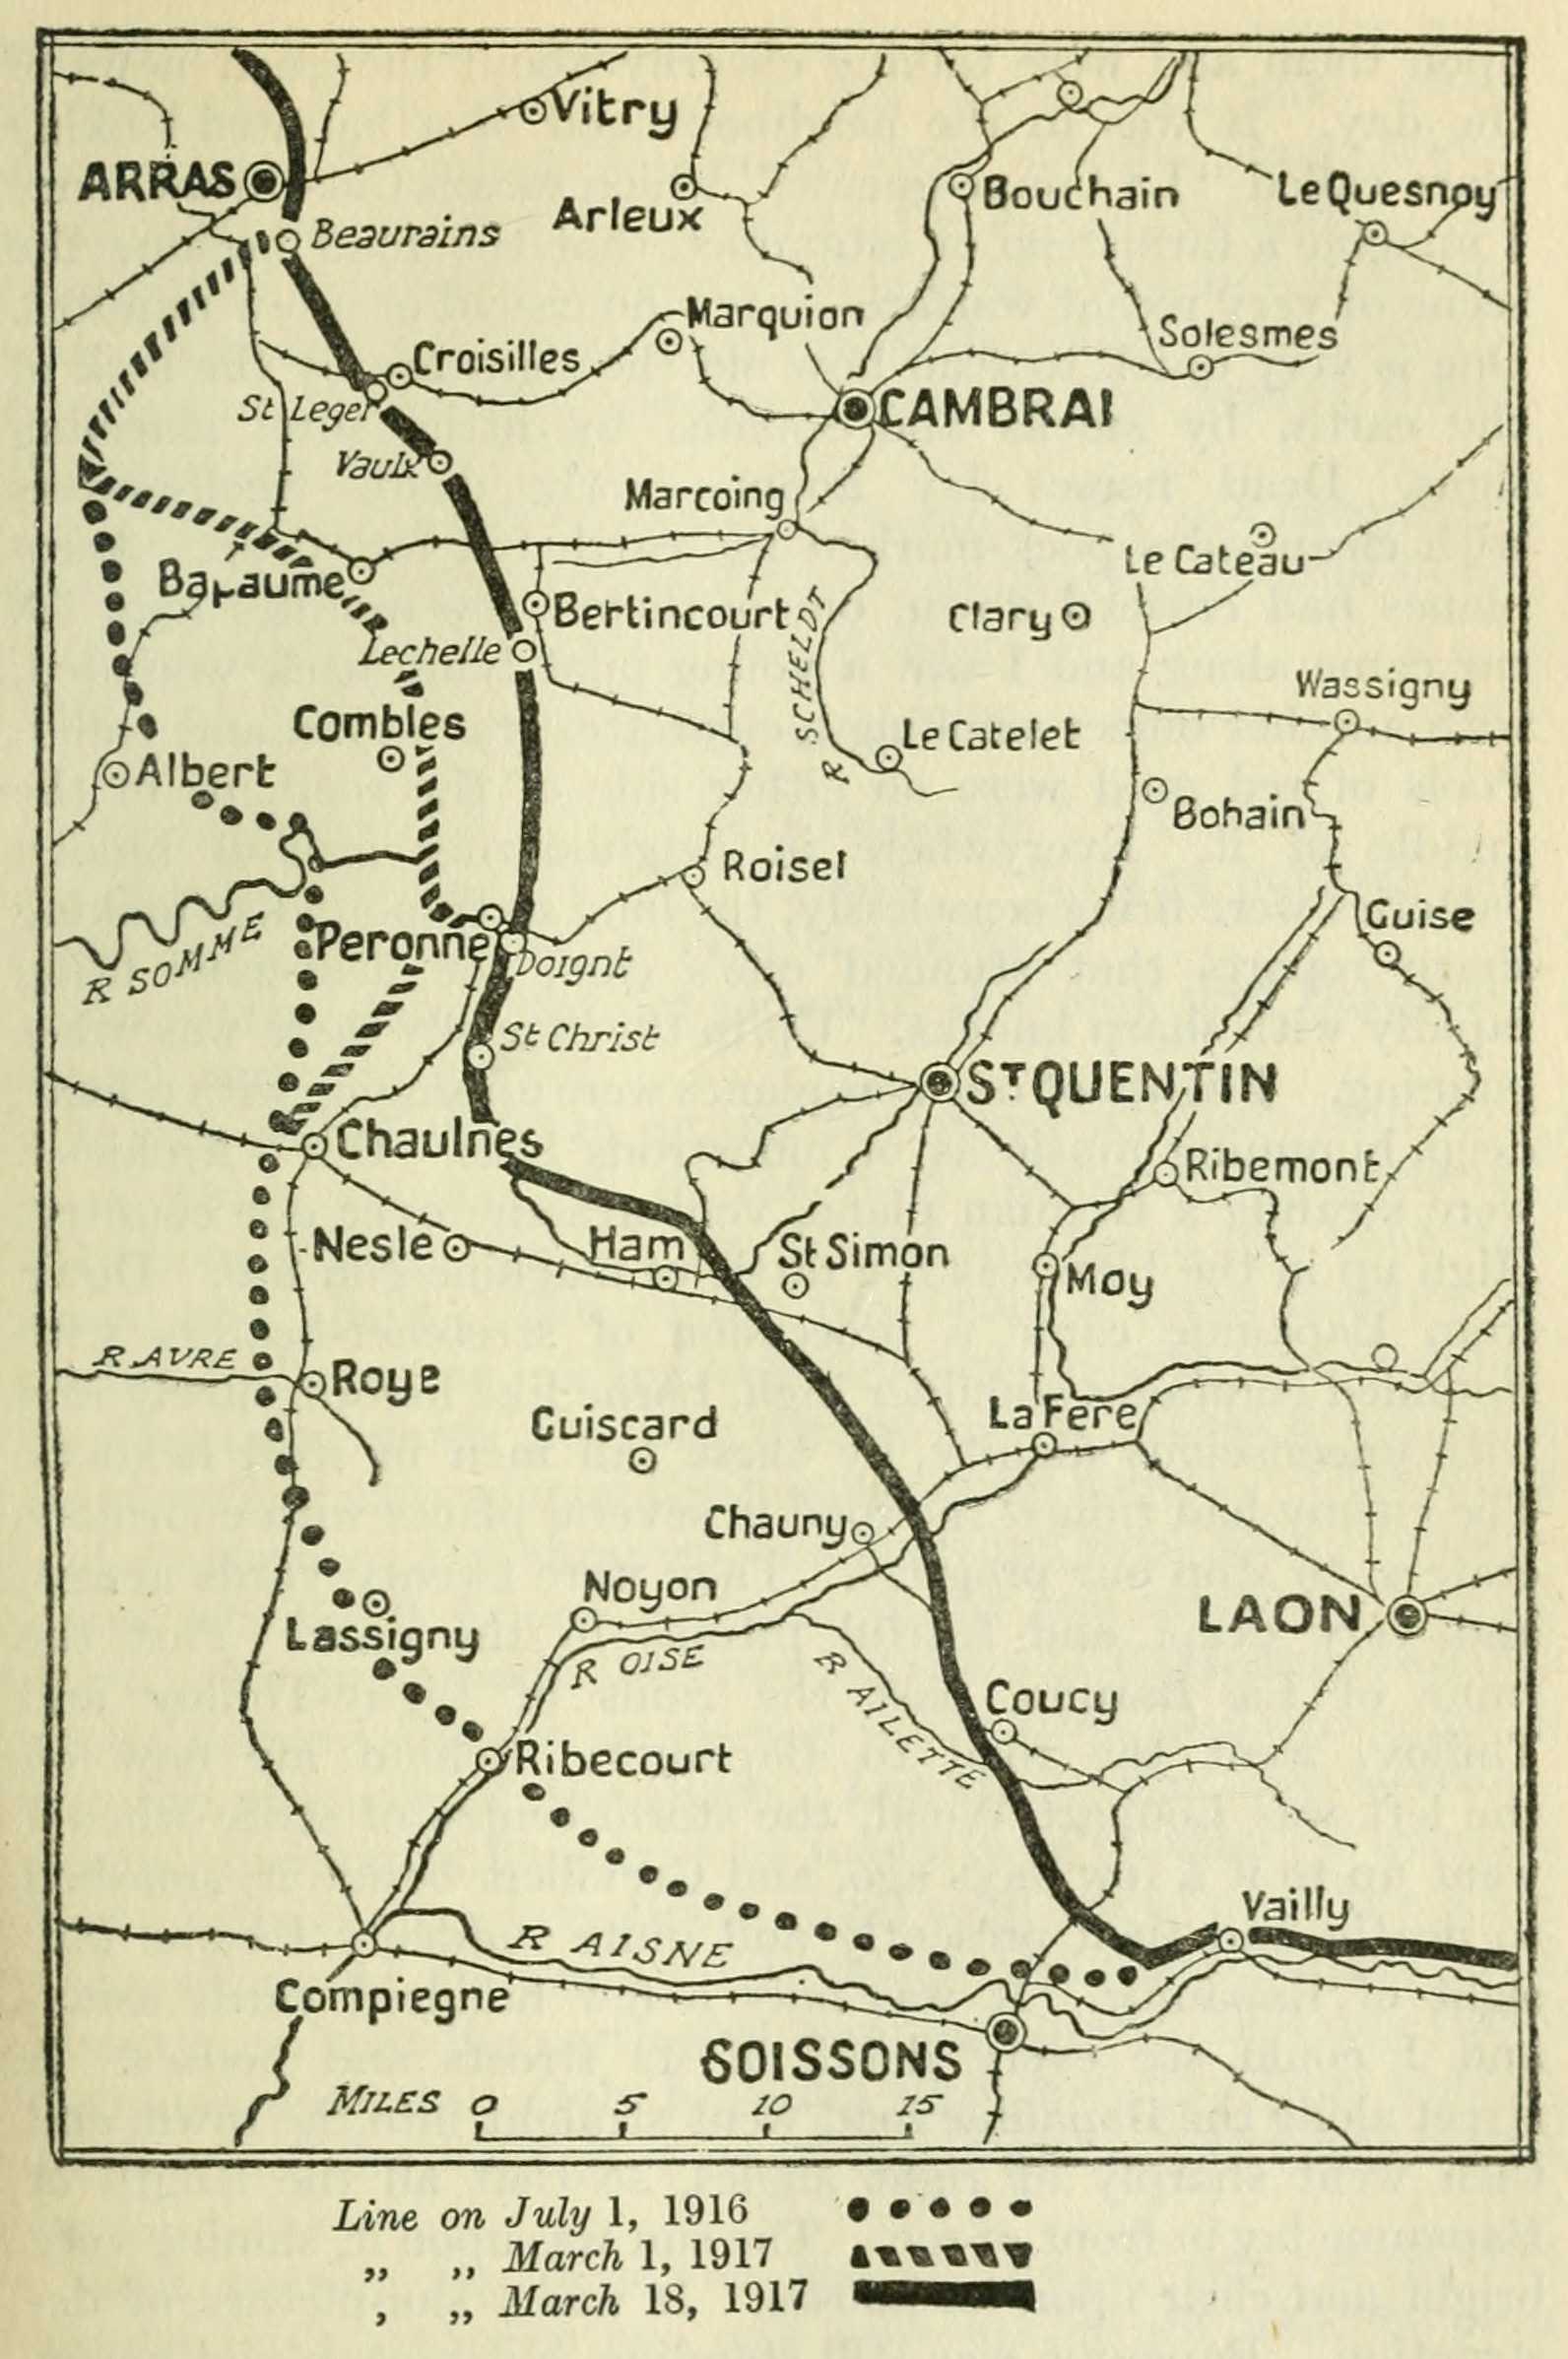 Vitry
ARRAS
Arleux
Bouchain
Le Quesnoy
Beaurains
Marquion
Solesmes
Croisilles
St Leger
CAMBRAI
Vaulx
Marcoing
Le Cateau
Bapaume
Bertincourt
Clary
Lechelle
R SCHELDT
Wassigny
Combles
Le Catelet
Albert
Bohain
Roisel
R SOMME
Peronne
Guise
Doignt
St Christ
ST QUENTIN
Chaulnes
Ribemont
Nesle
Ham
St Simon
Moy
R AVRE
Roye
Guiscard
La Fere
Chauny
Noyon
LAON
Lassigny
R OISE
R AILETTE
Coucy
Ribecourt
Vailly
R AISNE
Compiegne
SOISSONS
MILES 0 5 10 15
Line on July 1, 1916
„ „ March 1, 1917
, „ March 18, 1917